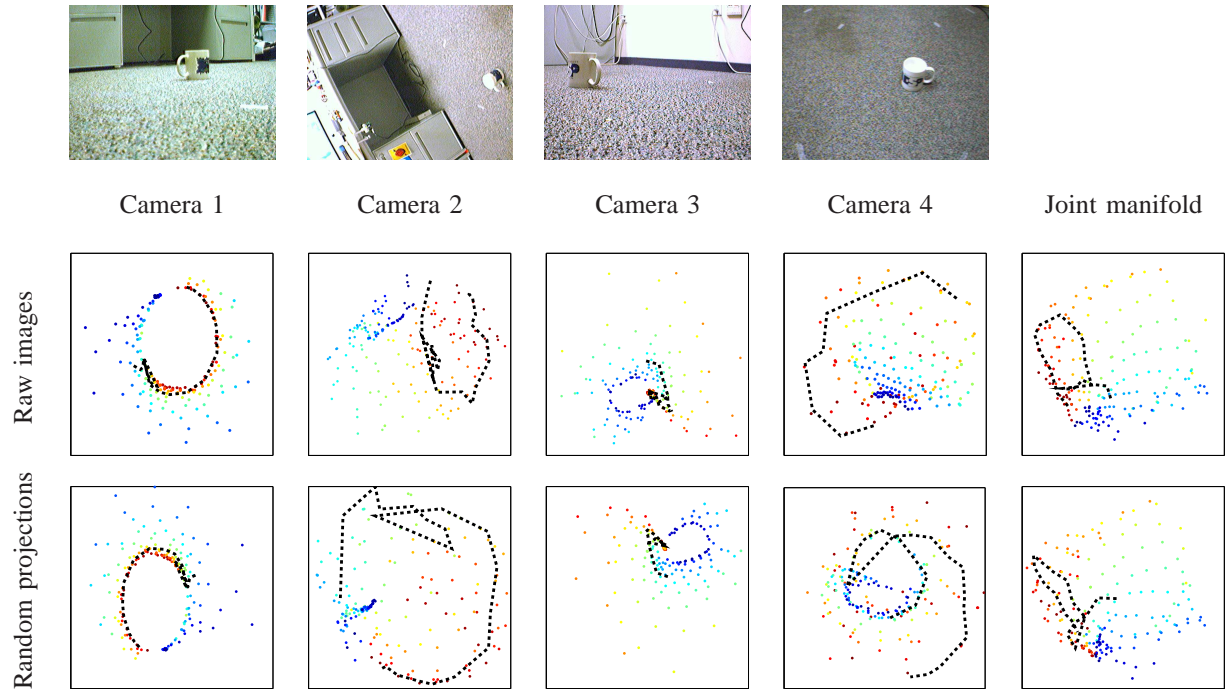 Camera 1
Camera 2
Camera 3
Camera 4
Joint manifold
Raw images
Random projections